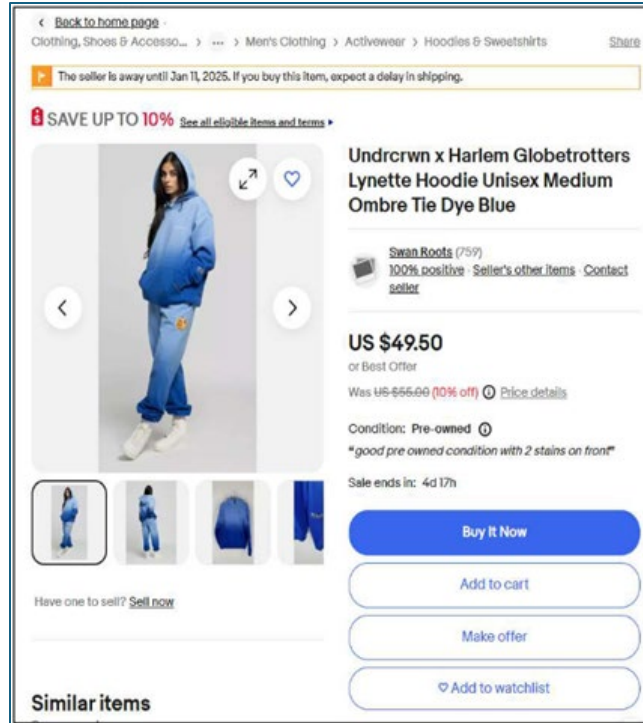 Back to home page
Clothing, Shoes & Accesso... > ... > Men's Clothing > Activewear > Hoodies & Sweatshirts
Share
The seller is away until Jan 11, 2025. If you buy this item, expect a delay in shipping.
SAVE UP TO 10% See all eligible items and terms
Undrcrwn x Harlem Globetrotters
Lynette Hoodie Unisex Medium
Ombre Tie Dye Blue
Swan Roots (759)
100% positive · Seller's other items · Contact
seller
US $49.50
or Best Offer
Was US $55.00 (10% off) Price details
Condition: Pre-owned
"good pre owned condition with 2 stains on front"
Sale ends in: 4d 17h
Buy It Now
Add to cart
Make offer
Add to watchlist
Have one to sell? Sell now
Similar items